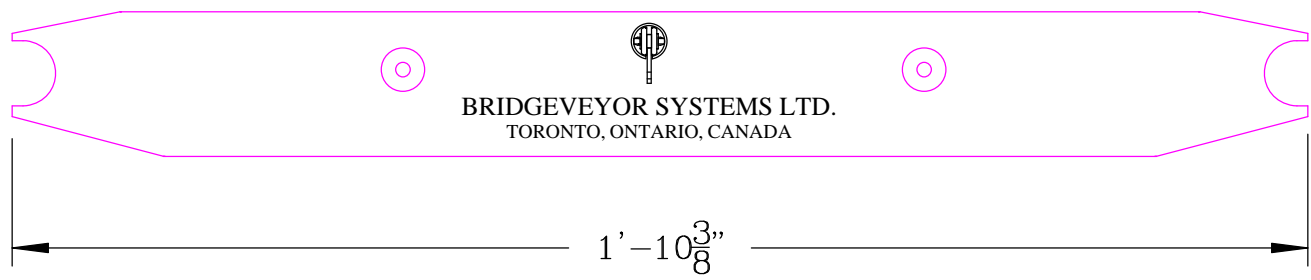 BRIDGEVEYOR SYSTEMS LTD.
TORONTO, ONTARIO, CANADA
1'-10 3/8"